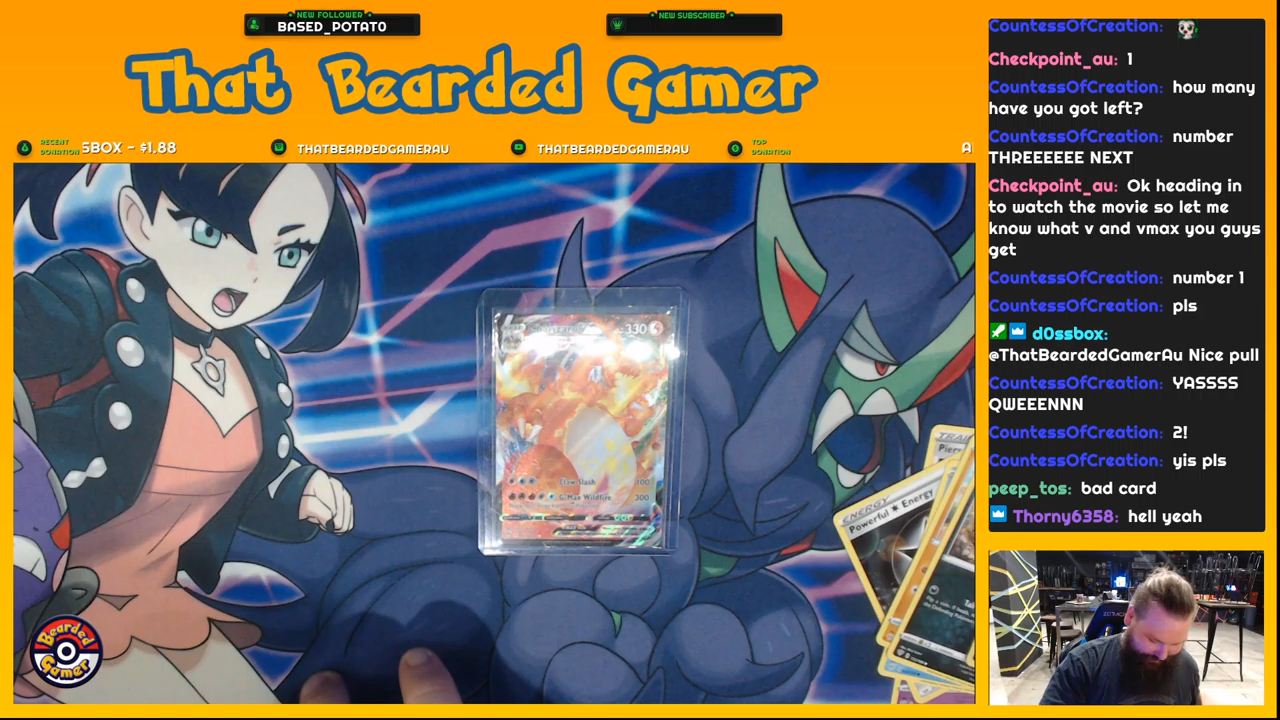 NEW FOLLOWER
BASED_POTAT0
NEW SUBSCRIBER
That Bearded Gamer
RECENT DONATION
SBOX - $1.88
THATBEARDEDGAMERAU
THATBEARDEDGAMERAU
TOP DONATION
A
330
Claw Slash 100
G-Max Wildfire 300
TRAI
ENERGY
Powerful Energy
Bearded
Gamer
CountessOfCreation:
Checkpoint_au: 1
CountessOfCreation: how many
have you got left?
CountessOfCreation: number
THREEEEEE NEXT
Checkpoint_au: Ok heading in
to watch the movie so let me
know what v and vmax you guys
get
CountessOfCreation: number 1
CountessOfCreation: pls
d0ssbox:
@ThatBeardedGamerAu Nice pull
CountessOfCreation: YASSSS
QWEEENNN
CountessOfCreation: 2!
CountessOfCreation: yis pls
peep_tos: bad card
Thorny6358: hell yeah